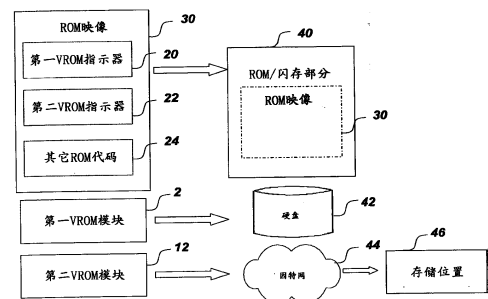 ROM映像
30
第一VROM指示器
20
第二VROM指示器
22
其它ROM代码
24
40
ROM/闪存部分
ROM映像
30
第一VROM模块
2
硬盘
42
第二VROM模块
12
因特网
44
46
存储位置